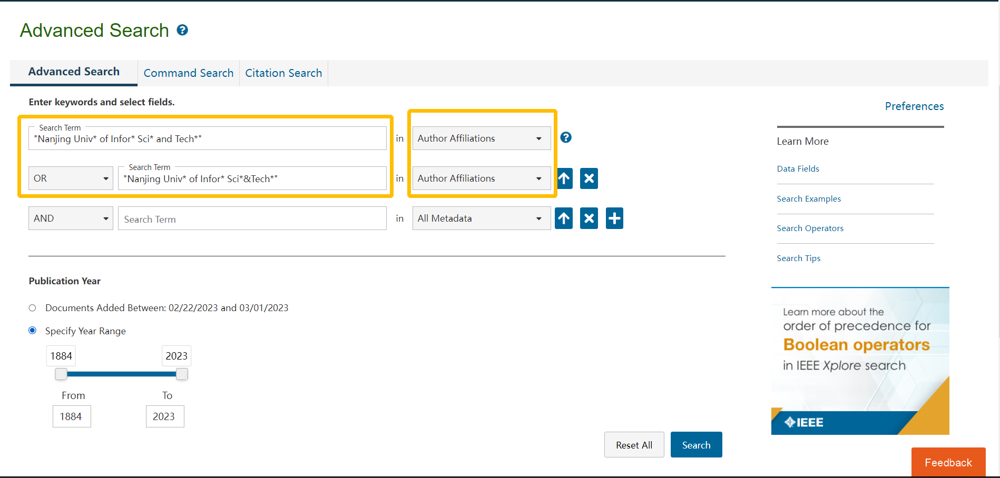 Advanced Search ?
Advanced Search Command Search Citation Search
Enter keywords and select fields.
Preferences
Search Term
"Nanjing Univ* of Infor* Sci* and Tech*" in Author Affiliations ?
OR Search Term
"Nanjing Univ* of Infor* Sci*&Tech*" in Author Affiliations
AND Search Term in All Metadata
Learn More
Data Fields
Search Examples
Search Operators
Search Tips
Publication Year
Documents Added Between: 02/22/2023 and 03/01/2023
Specify Year Range
1884 2023
From To
1884 2023
Reset All Search
Learn more about the
order of precedence for
Boolean operators
in IEEE Xplore search
IEEE
Feedback